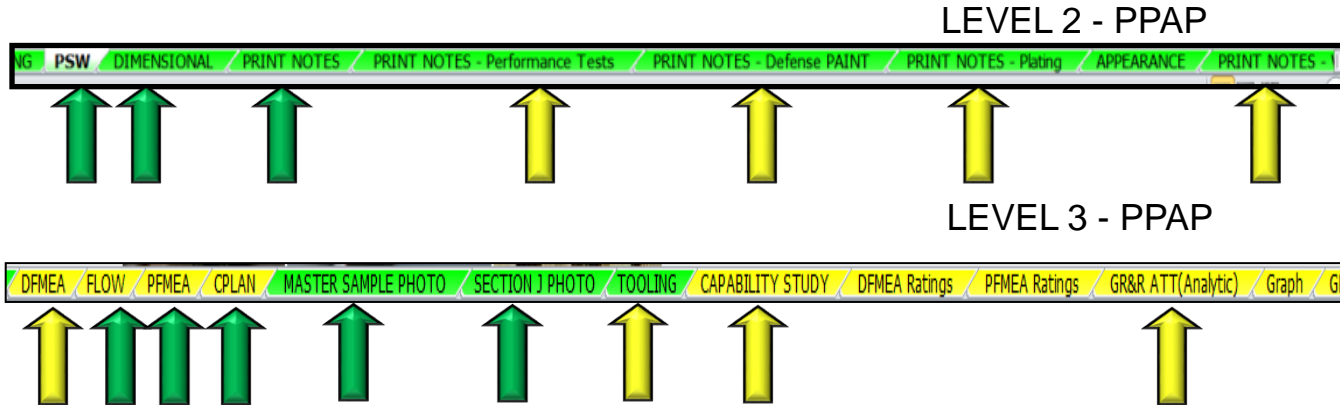 LEVEL 2 - PPAP
NG PSW DIMENSIONAL PRINT NOTES PRINT NOTES - Performance Tests PRINT NOTES - Defense PAINT PRINT NOTES - Plating APPEARANCE PRINT NOTES -
LEVEL 3 - PPAP
DFMEA FLOW PFMEA CPLAN MASTER SAMPLE PHOTO SECTION J PHOTO TOOLING CAPABILITY STUDY DFMEA Ratings PFMEA Ratings GR&R ATT(Analytic) Graph